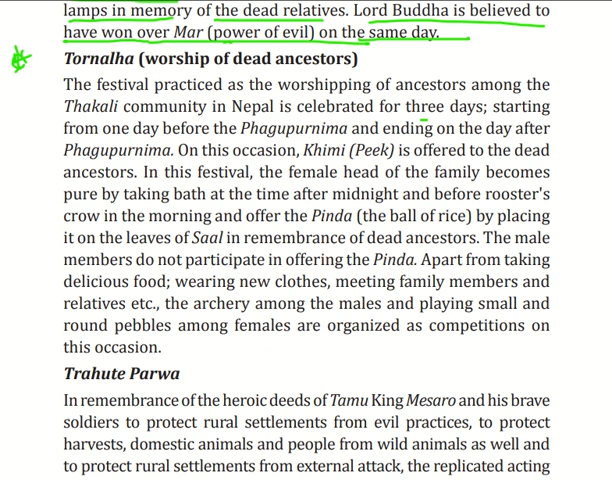 lamps in memory of the dead relatives. Lord Buddha is believed to
have won over Mar (power of evil) on the same day.
Tornalha (worship of dead ancestors)
The festival practiced as the worshipping of ancestors among the
Thakali community in Nepal is celebrated for three days; starting
from one day before the Phagupurnima and ending on the day after
Phagupurnima. On this occasion, Khimi (Peek) is offered to the dead
ancestors. In this festival, the female head of the family becomes
pure by taking bath at the time after midnight and before rooster's
crow in the morning and offer the Pinda (the ball of rice) by placing
it on the leaves of Saal in remembrance of dead ancestors. The male
members do not participate in offering the Pinda. Apart from taking
delicious food; wearing new clothes, meeting family members and
relatives etc., the archery among the males and playing small and
round pebbles among females are organized as competitions on
this occasion.
Trahute Parwa
In remembrance of the heroic deeds of Tamu King Mesaro and his brave
soldiers to protect rural settlements from evil practices, to protect
harvests, domestic animals and people from wild animals as well and
to protect rural settlements from external attack, the replicated acting